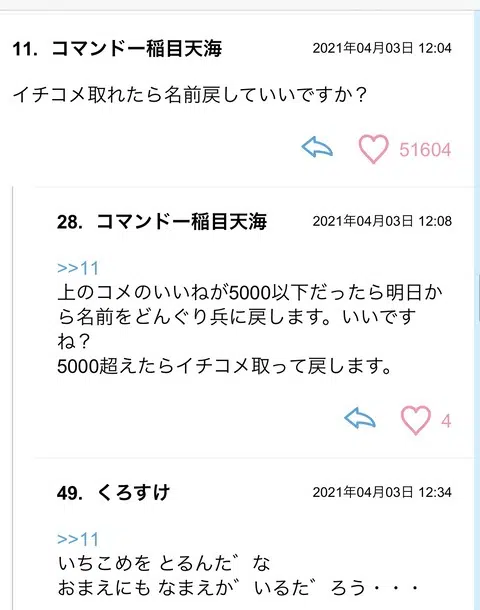 11. コマンドー稲目天海 2021年04月03日 12:04
イチコメ取れたら名前戻していいですか？
51604
28. コマンドー稲目天海 2021年04月03日 12:08
>>11
上のコメのいいねが5000以下だったら明日か
ら名前をどんぐり兵に戻します。いいです
ね？
5000超えたらイチコメ取って戻します。
4
49. くろすけ 2021年04月03日 12:34
>>11
いちこめを とるんた゛な
おまえにも なまえか゛いるた゛ろう・・・